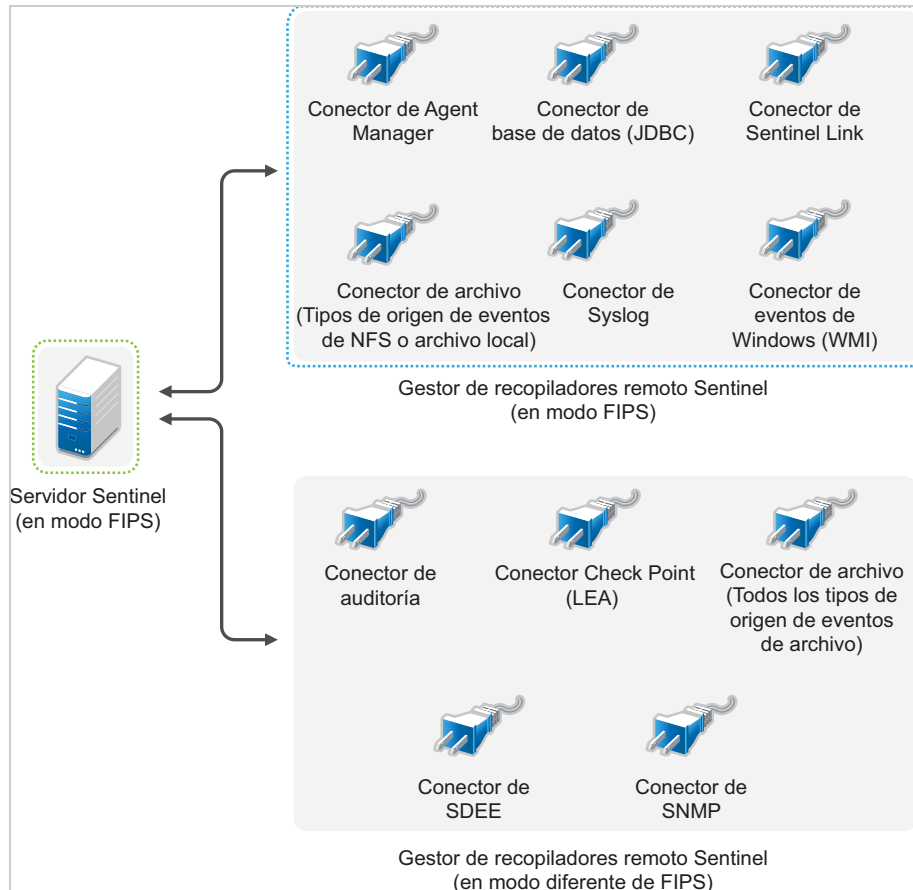 Conector de Agent
Manager
Conector de
base de datos (JDBC)
Conector de
Sentinel Link
Conector de archivo
(Tipos de origen de eventos
de NFS o archivo local)
Conector de
Syslog
Conector de
eventos de
Windows (WMI)
Gestor de recopiladores remoto Sentinel
(en modo FIPS)
Servidor Sentinel
(en modo FIPS)
Conector de
auditoría
Conector Check Point
(LEA)
Conector de archivo
(Todos los tipos de
origen de eventos
de archivo)
Conector de
SDEE
Conector de
SNMP
Gestor de recopiladores remoto Sentinel
(en modo diferente de FIPS)